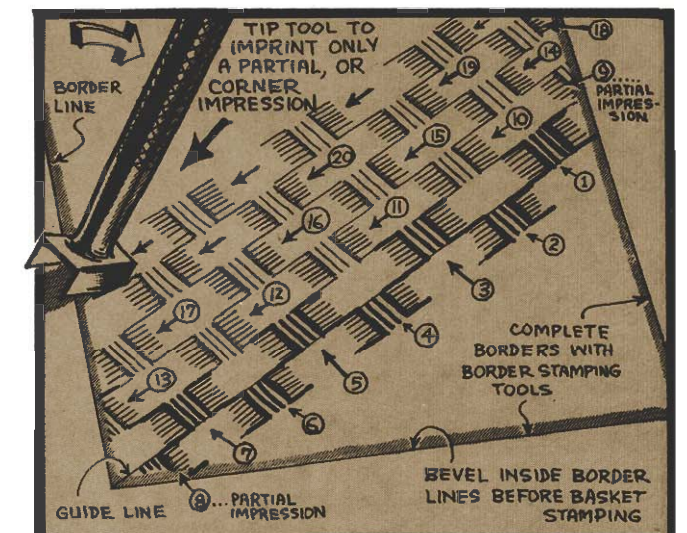 TIP TOOL TO
IMPRINT ONLY
A PARTIAL, OR
CORNER
IMPRESSION
BORDER
LINE
18
19
14
9.....
PARTIAL
IMPRES-
SION
20
15
10
1
16
11
2
3
17
12
4
COMPLETE
BORDERS WITH
BORDER STAMPING
TOOLS
13
5
6
7
8...PARTIAL
IMPRESSION
GUIDE LINE
BEVEL INSIDE BORDER
LINES BEFORE BASKET
STAMPING